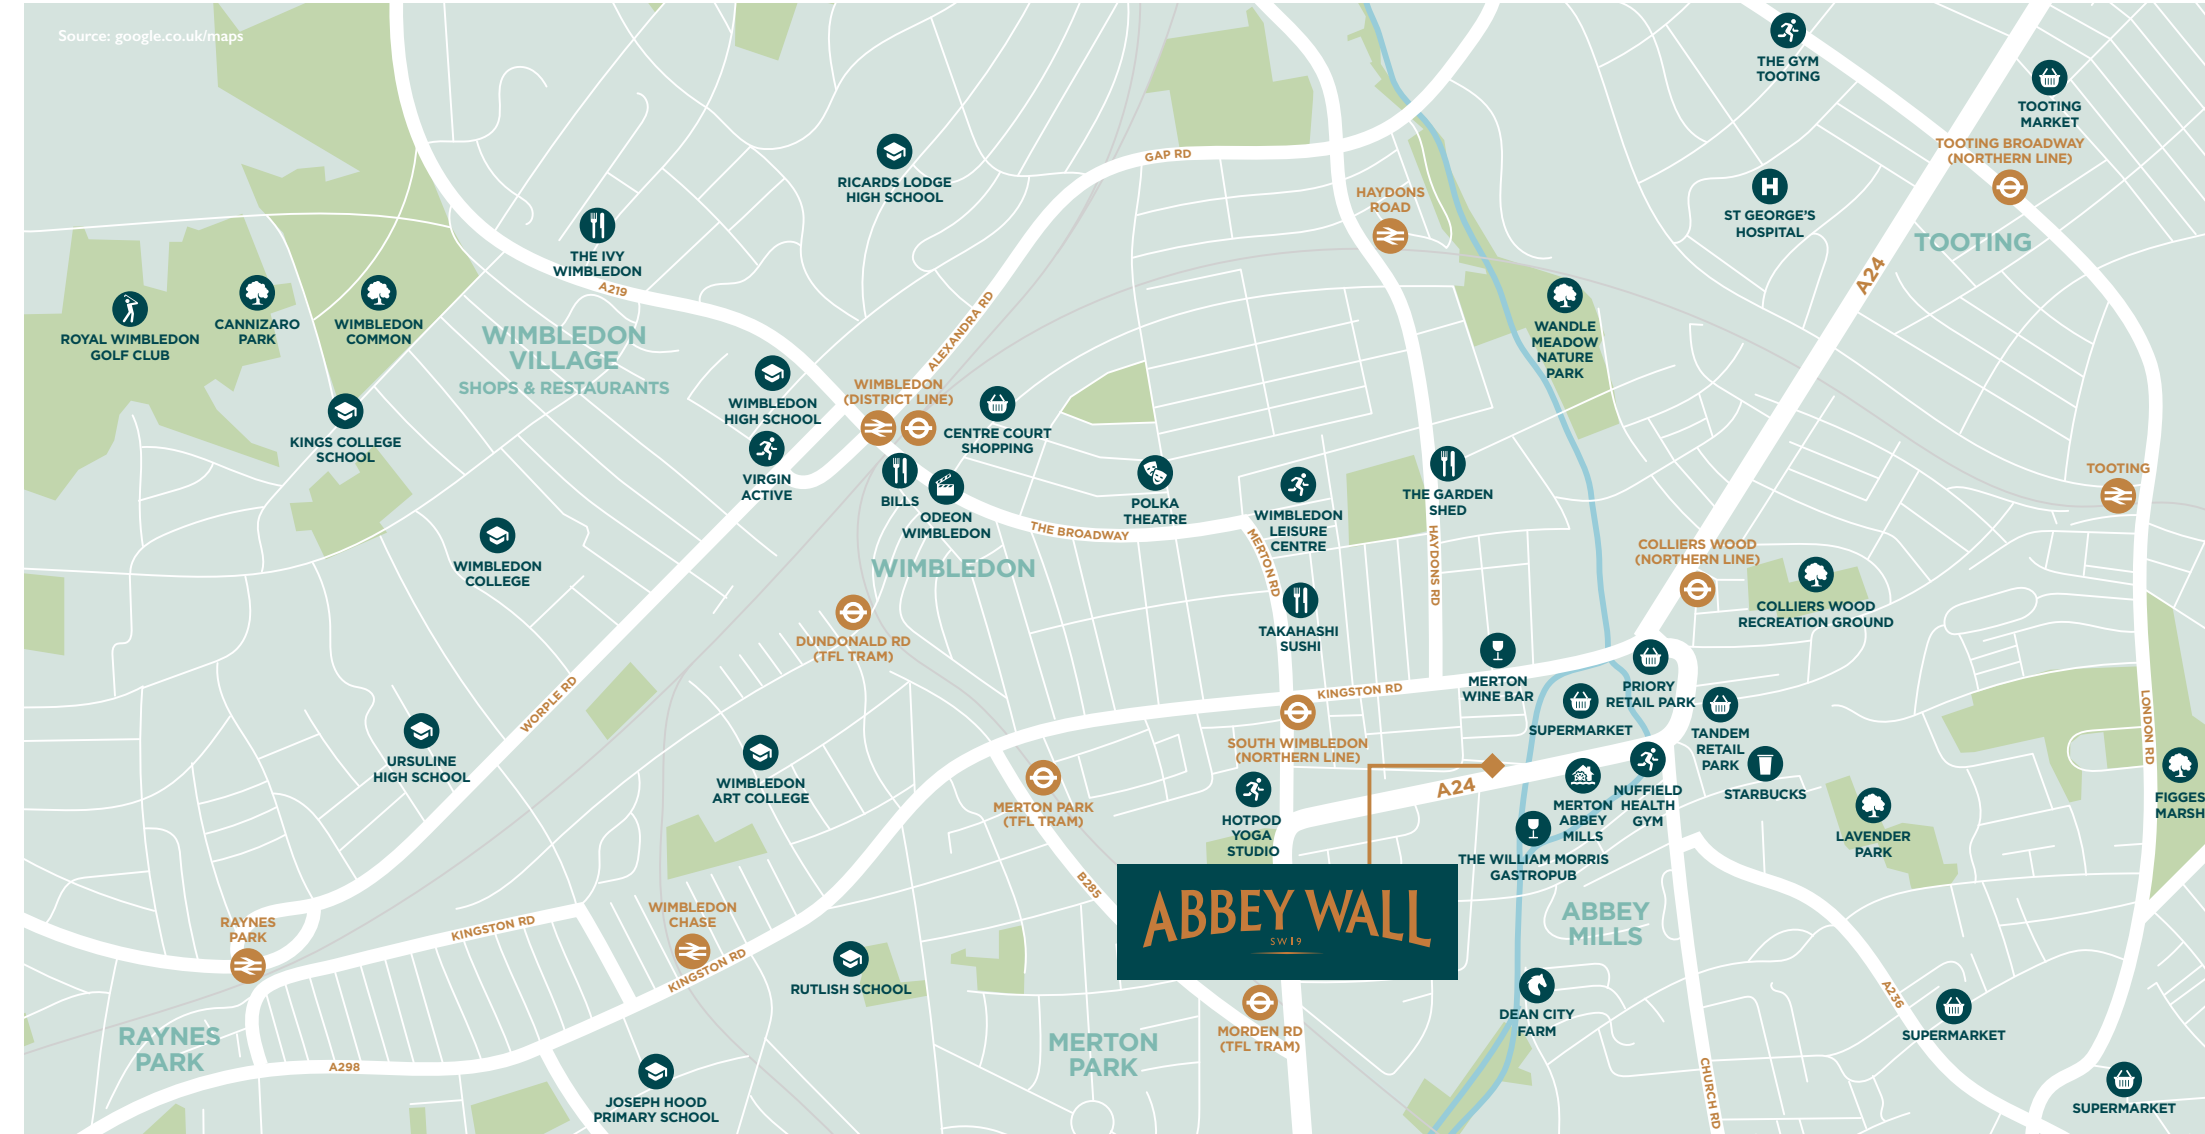 Source: google.co.uk/maps
THE GYM
TOOTING
TOOTING
MARKET
TOOTING BROADWAY
(NORTHERN LINE)
GAP RD
RICARDS LODGE
HIGH SCHOOL
HAYDONS
ROAD
ST GEORGE'S
HOSPITAL
TOOTING
THE IVY
WIMBLEDON
A219
A24
ROYAL WIMBLEDON
GOLF CLUB
CANNIZARO
PARK
WIMBLEDON
COMMON
WIMBLEDON
VILLAGE
SHOPS & RESTAURANTS
ALEXANDRA RD
WANDLE
MEADOW
NATURE
PARK
WIMBLEDON
HIGH SCHOOL
WIMBLEDON
(DISTRICT LINE)
CENTRE COURT
SHOPPING
KINGS COLLEGE
SCHOOL
VIRGIN
ACTIVE
BILLS
ODEON
WIMBLEDON
POLKA
THEATRE
WIMBLEDON
LEISURE
CENTRE
THE GARDEN
SHED
TOOTING
THE BROADWAY
MERTON RD
HAYDONS RD
WIMBLEDON
COLLEGE
WIMBLEDON
COLLIERS WOOD
(NORTHERN LINE)
COLLIERS WOOD
RECREATION GROUND
DUNDONALD RD
(TFL TRAM)
TAKAHASHI
SUSHI
MERTON
WINE BAR
PRIORY
RETAIL PARK
KINGSTON RD
WORPLE RD
SUPERMARKET
TANDEM
RETAIL
PARK
LONDON RD
URSULINE
HIGH SCHOOL
SOUTH WIMBLEDON
(NORTHERN LINE)
WIMBLEDON
ART COLLEGE
MERTON PARK
(TFL TRAM)
A24
MERTON
ABBEY
MILLS
NUFFIELD
HEALTH
GYM
STARBUCKS
FIGGES
MARSH
HOTPOD
YOGA
STUDIO
THE WILLIAM MORRIS
GASTROPUB
LAVENDER
PARK
B285
ABBEY WALL
SW19
ABBEY
MILLS
RAYNES
PARK
KINGSTON RD
WIMBLEDON
CHASE
KINGSTON RD
RUTLISH SCHOOL
DEAN CITY
FARM
A236
SUPERMARKET
RAYNES
PARK
MERTON
PARK
MORDEN RD
(TFL TRAM)
A298
CHURCH RD
JOSEPH HOOD
PRIMARY SCHOOL
SUPERMARKET